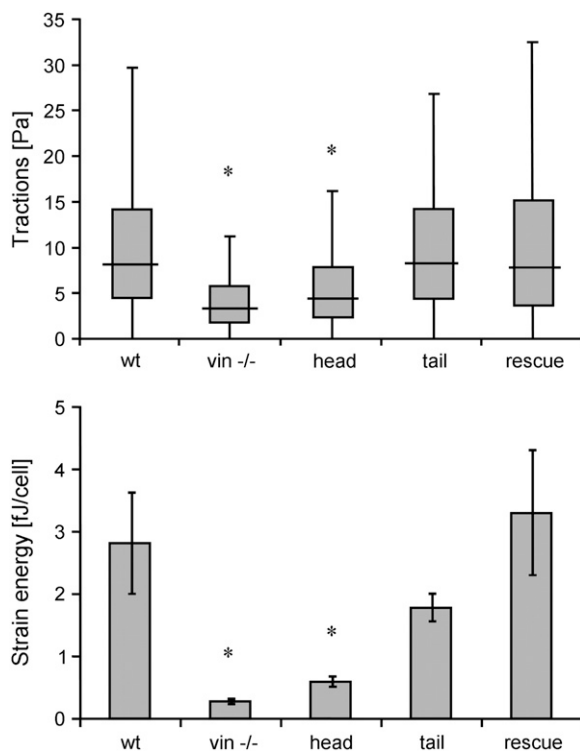 Tractions [Pa]
35
30
25
20
15
10
5
0
*
*
wt
vin -/-
head
tail
rescue
Strain energy [fJ/cell]
5
4
3
2
1
0
*
*
wt
vin -/-
head
tail
rescue